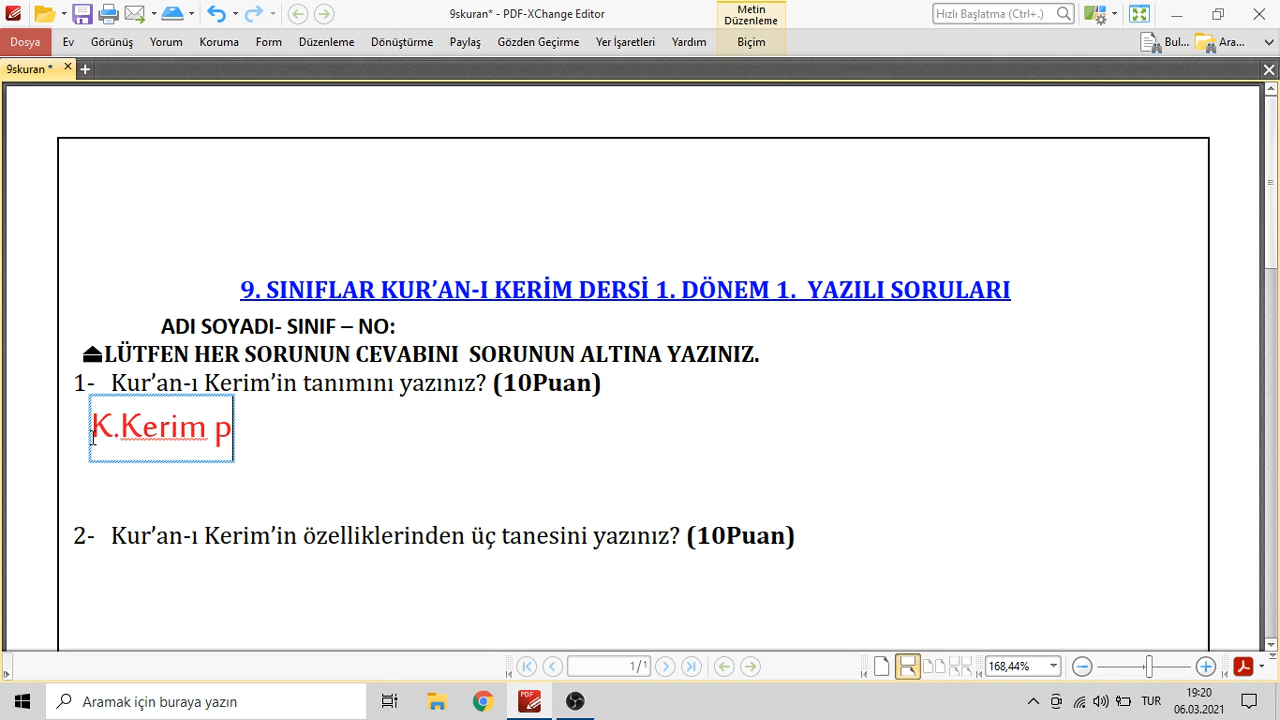 9skuran* - PDF-XChange Editor
Metin Düzenleme
Hızlı Başlatma (Ctrl+.)
Dosya Ev Görünüş Yorum Koruma Form Düzenleme Dönüştürme Paylaş Gözden Geçirme Yer İşaretleri Yardım Biçim Bul... Ara...
9skuran *
9. SINIFLAR KUR’AN-I KERİM DERSİ 1. DÖNEM 1. YAZILI SORULARI
ADI SOYADI- SINIF – NO:
⏏LÜTFEN HER SORUNUN CEVABINI SORUNUN ALTINA YAZINIZ.
1- Kur’an-ı Kerim’in tanımını yazınız? (10Puan)
K.Kerim p
2- Kur’an-ı Kerim’in özelliklerinden üç tanesini yazınız? (10Puan)
1/1
168,44%
Aramak için buraya yazın
PDF
TUR
19:20
06.03.2021